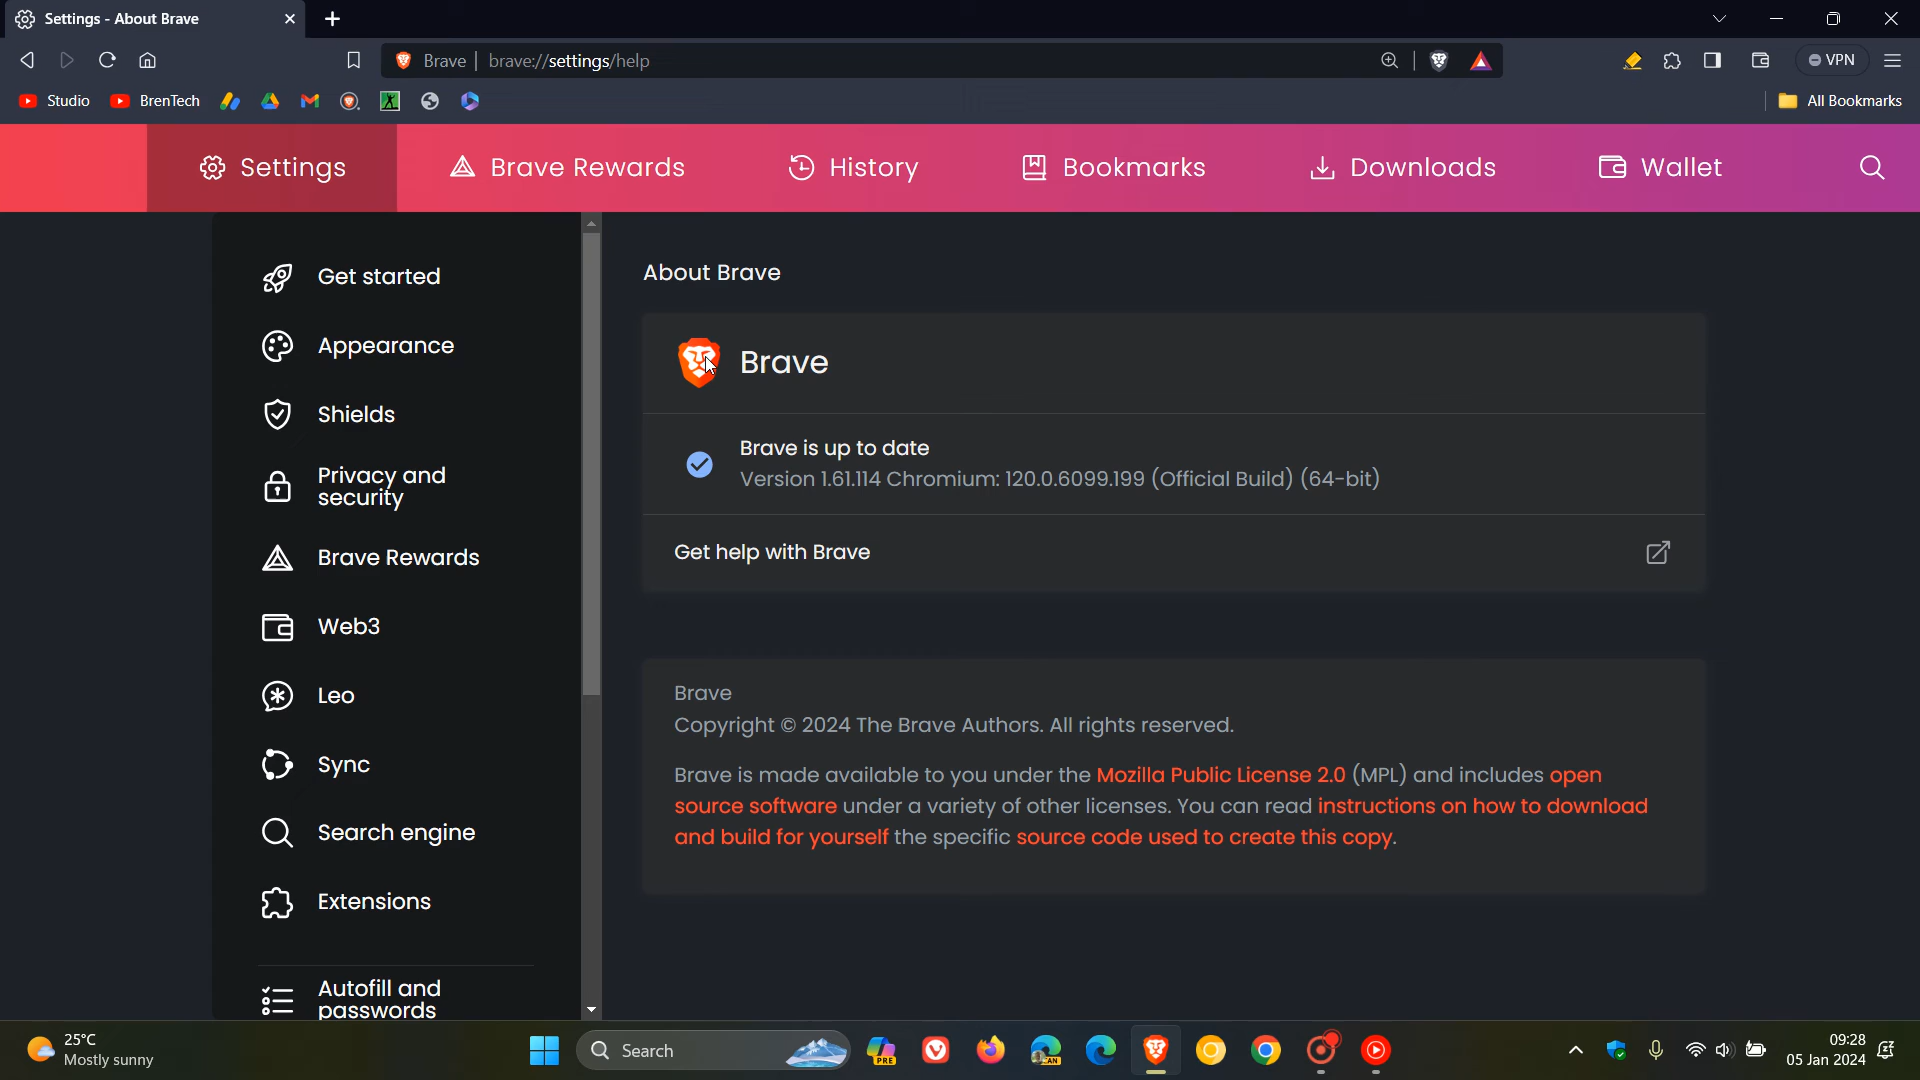 Settings - About Brave
Brave | brave://settings/help
VPN
Studio
BrenTech
All Bookmarks
Settings
Brave Rewards
History
Bookmarks
Downloads
Wallet
Get started
Appearance
Shields
Privacy and
security
Brave Rewards
Web3
Leo
Sync
Search engine
Extensions
Autofill and
passwords
About Brave
Brave
Brave is up to date
Version 1.61.114 Chromium: 120.0.6099.199 (Official Build) (64-bit)
Get help with Brave
Brave
Copyright © 2024 The Brave Authors. All rights reserved.
Brave is made available to you under the Mozilla Public License 2.0 (MPL) and includes open
source software under a variety of other licenses. You can read instructions on how to download
and build for yourself the specific source code used to create this copy.
25°C
Mostly sunny
Search
PRE
CAN
09:28
05 Jan 2024